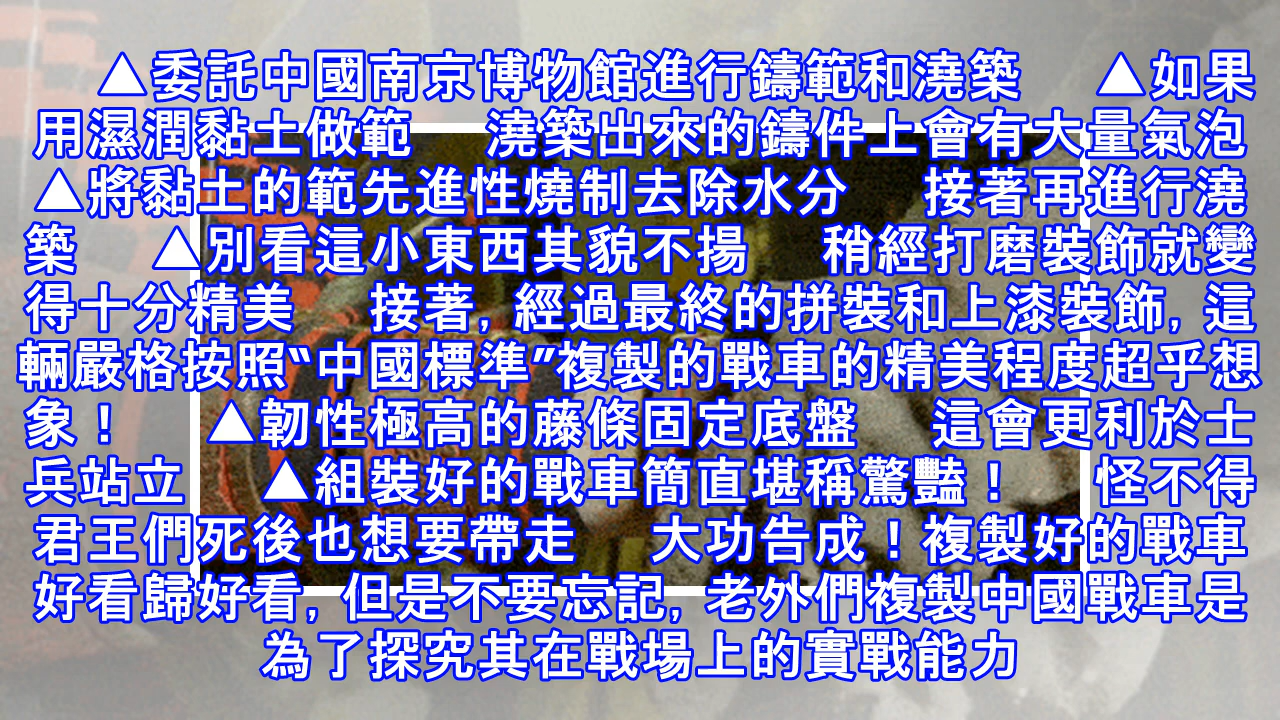 ▲委託中國南京博物館進行鑄範和澆築 ▲如果
用濕潤黏土做範 澆築出來的鑄件上會有大量氣泡
▲將黏土的範先進性燒制去除水分 接著再進行澆
築 ▲別看這小東西其貌不揚 稍經打磨裝飾就變
得十分精美 接著,經過最終的拼裝和上漆裝飾,這
輛嚴格按照“中國標準”複製的戰車的精美程度超乎想
象！ ▲韌性極高的藤條固定底盤 這會更利於士
兵站立 ▲組裝好的戰車簡直堪稱驚豔！ 怪不得
君王們死後也想要帶走 大功告成！複製好的戰車
好看歸好看,但是不要忘記,老外們複製中國戰車是
為了探究其在戰場上的實戰能力